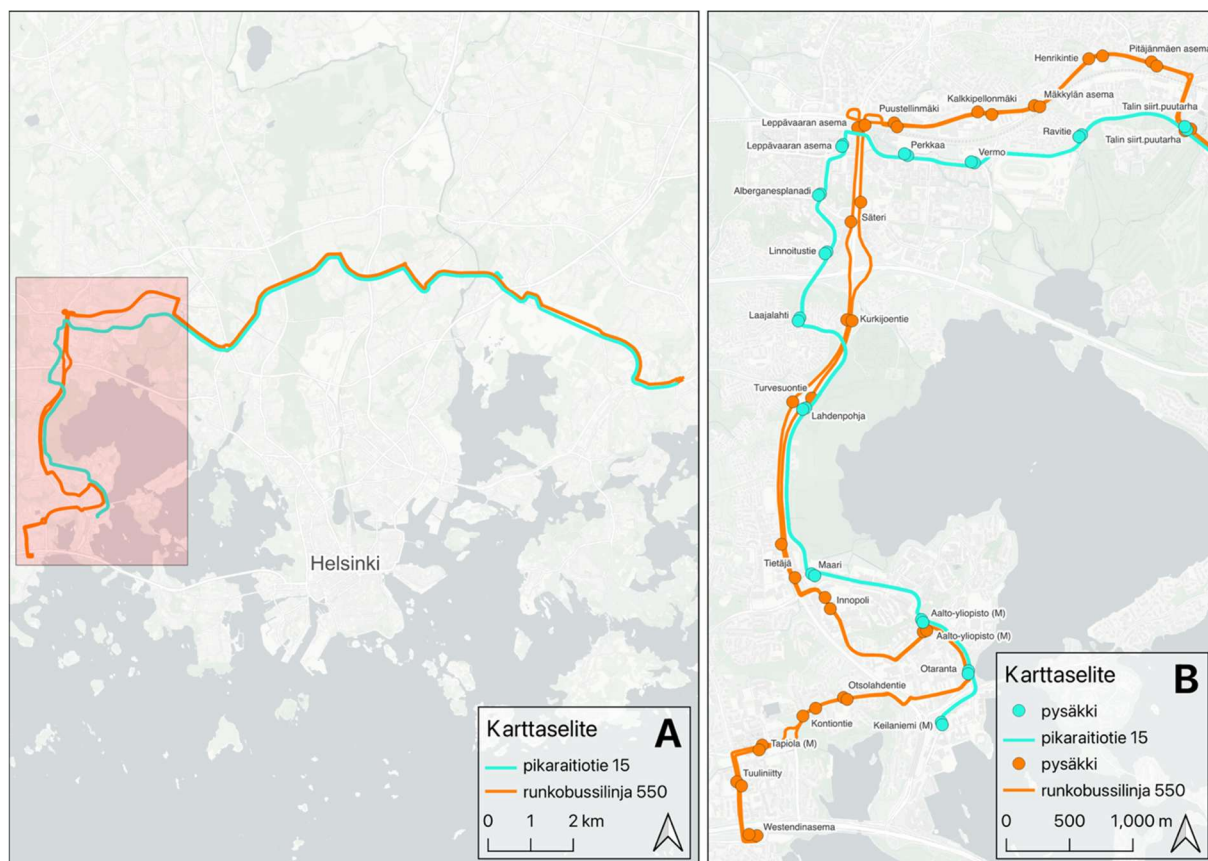 Helsinki
Karttaselite
A
pikaraitiotie 15
runkobussilinja 550
0 1 2 km
Henrikintie
Pitäjänmäen asema
Mäkkylän asema
Kalkkipellonmäki
Puustellinmäki
Leppävaaran asema
Talin siirt.puutarha
Ravitie
Leppävaaran asema
Perkkaa
Vermo
Talin siirt.puutarha
Alberganesplanadi
Säteri
Linnoitustie
Laajalahti
Kurkijoentie
Turvesuontie
Lahdenpohja
Tietäjä
Maari
Innopoli
Aalto-yliopisto (M)
Aalto-yliopisto (M)
Otaranta
Otsolahdentie
Kontiontie
Keilaniemi (M)
Tapiola (M)
Tuuliniitty
Westendinasema
Karttaselite
B
pysäkki
pikaraitiotie 15
pysäkki
runkobussilinja 550
0 500 1,000 m